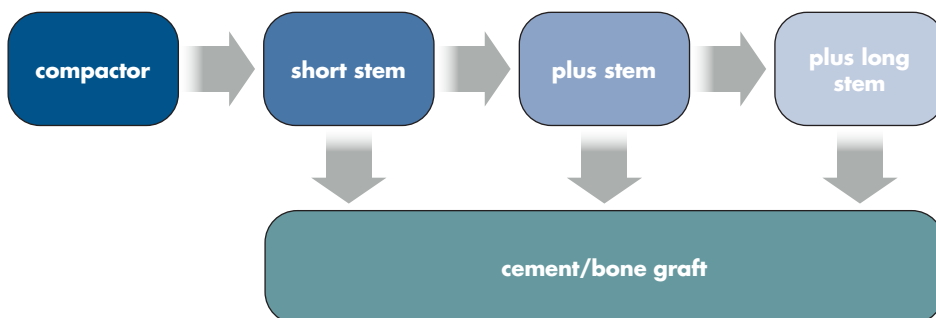 compactor
short stem
plus stem
plus long
stem
cement/bone graft